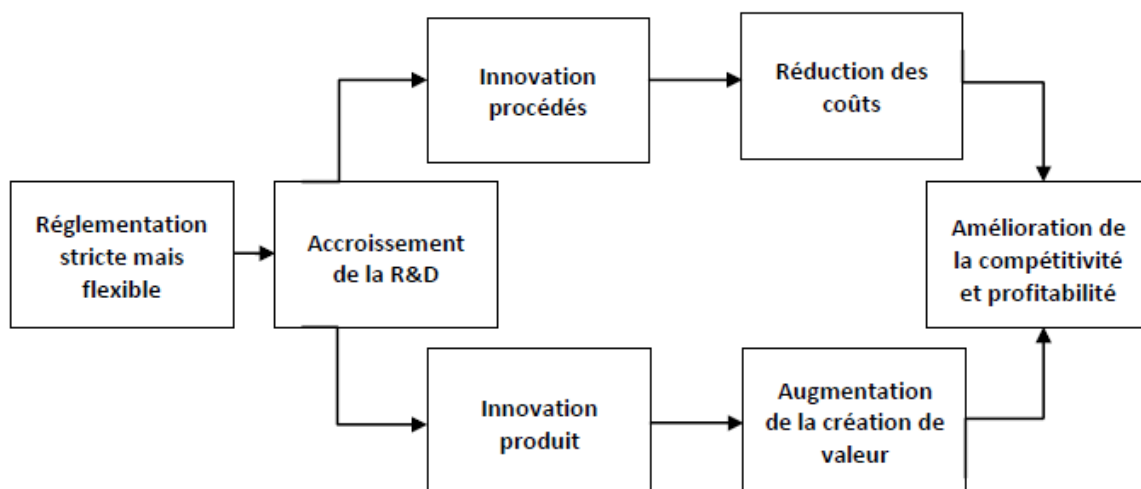 Innovation
procédés
Réduction des
coûts
Réglementation
stricte mais
flexible
Accroissement
de la R&D
Amélioration de
la compétitivité
et profitabilité
Innovation
produit
Augmentation
de la création de
valeur